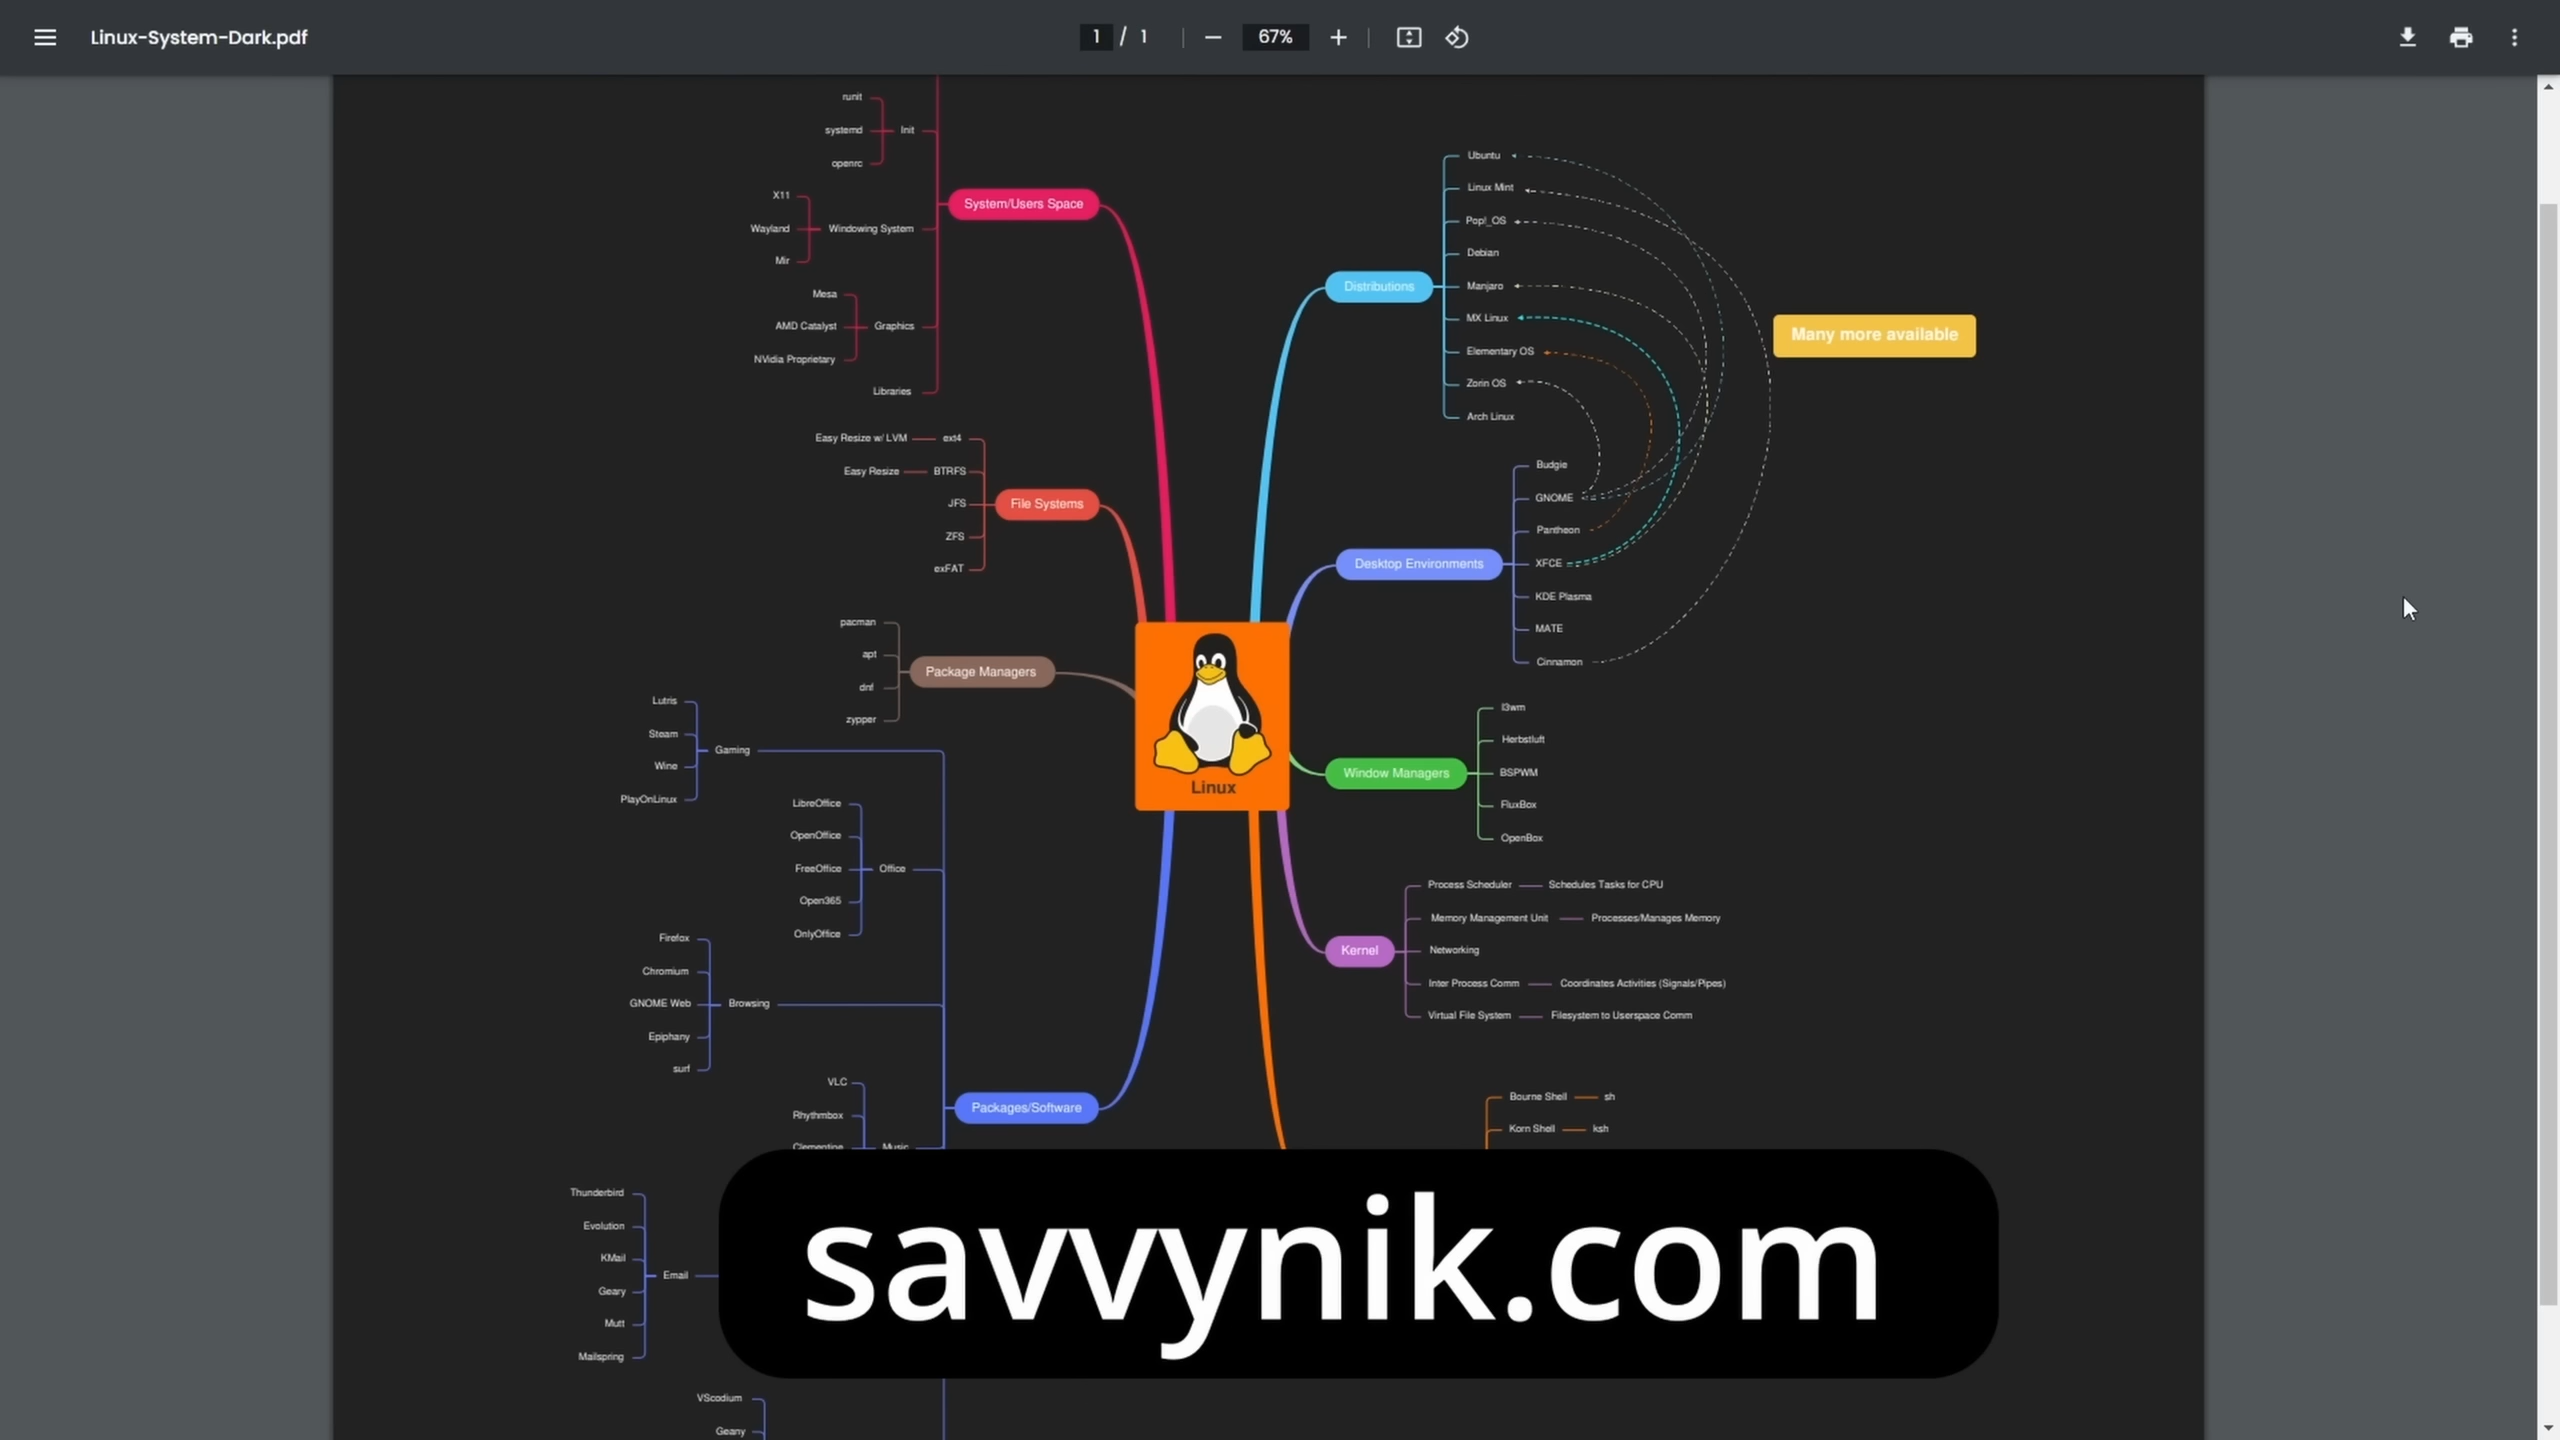 Linux-System-Dark.pdf
1 / 1
67%
runit
systemd
openrc
Init
X11
Wayland
Mir
Windowing System
Mesa
AMD Catalyst
NVidia Proprietary
Graphics
Libraries
System/Users Space
Easy Resize w/ LVM
ext4
Easy Resize
BTRFS
JFS
ZFS
exFAT
File Systems
pacman
apt
dnf
zypper
Package Managers
Lutris
Steam
Wine
PlayOnLinux
Gaming
LibreOffice
OpenOffice
FreeOffice
Open365
OnlyOffice
Office
Firefox
Chromium
GNOME Web
Epiphany
surf
Browsing
VLC
Rhythmbox
Clementine
Music
Packages/Software
Thunderbird
Evolution
KMail
Geary
Mutt
Mailspring
Email
VScodium
Geany
Linux
Distributions
Ubuntu
Linux Mint
Pop!_OS
Debian
Manjaro
MX Linux
Elementary OS
Zorin OS
Arch Linux
Many more available
Desktop Environments
Budgie
GNOME
Pantheon
XFCE
KDE Plasma
MATE
Cinnamon
Window Managers
I3wm
Herbstluft
BSPWM
FluxBox
OpenBox
Kernel
Process Scheduler
Schedules Tasks for CPU
Memory Management Unit
Processes/Manages Memory
Networking
Inter Process Comm
Coordinates Activities (Signals/Pipes)
Virtual File System
Filesystem to Userspace Comm
Bourne Shell
sh
Korn Shell
ksh
savvynik.com